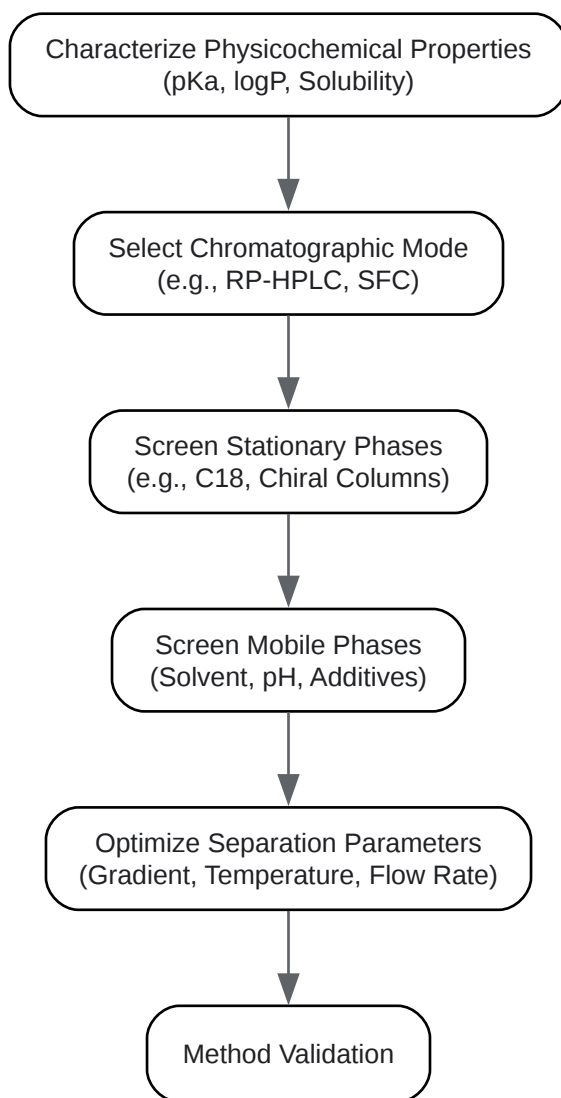 Characterize Physicochemical Properties
(pKa, logP, Solubility)
Select Chromatographic Mode
(e.g., RP-HPLC, SFC)
Screen Stationary Phases
(e.g., C18, Chiral Columns)
Screen Mobile Phases
(Solvent, pH, Additives)
Optimize Separation Parameters
(Gradient, Temperature, Flow Rate)
Method Validation